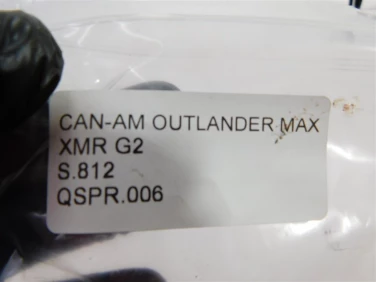 CAN-AM OUTLANDER MAX
XMR G2
S.812
QSPR.006